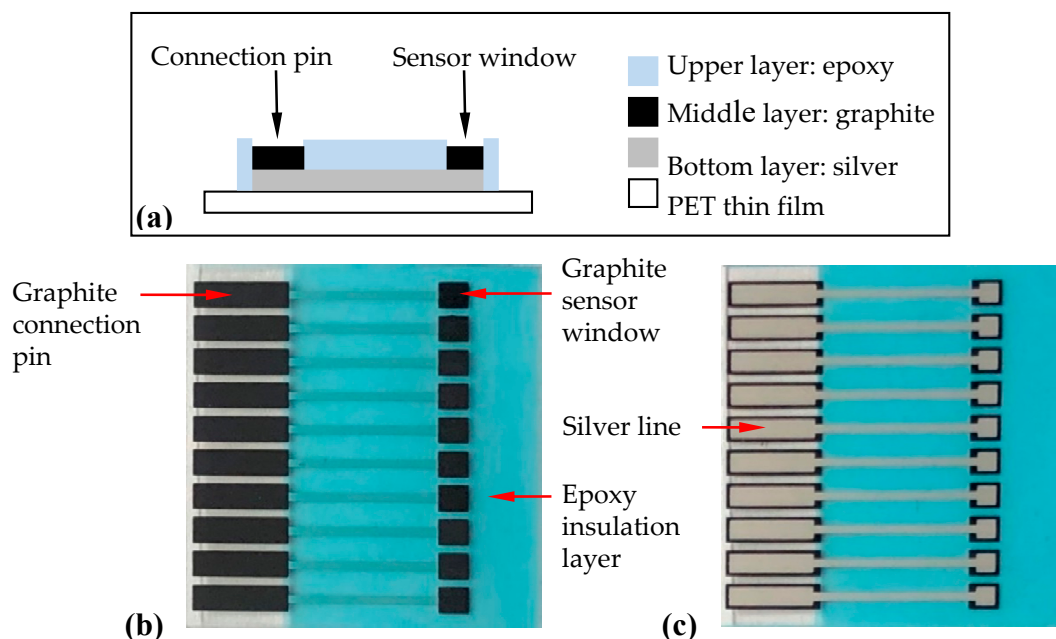 Connection pin
Sensor window
Upper layer: epoxy
Middle layer: graphite
Bottom layer: silver
PET thin film
(a)
Graphite
connection
pin
Graphite
sensor
window
Silver line
Epoxy
insulation
layer
(b)
(c)